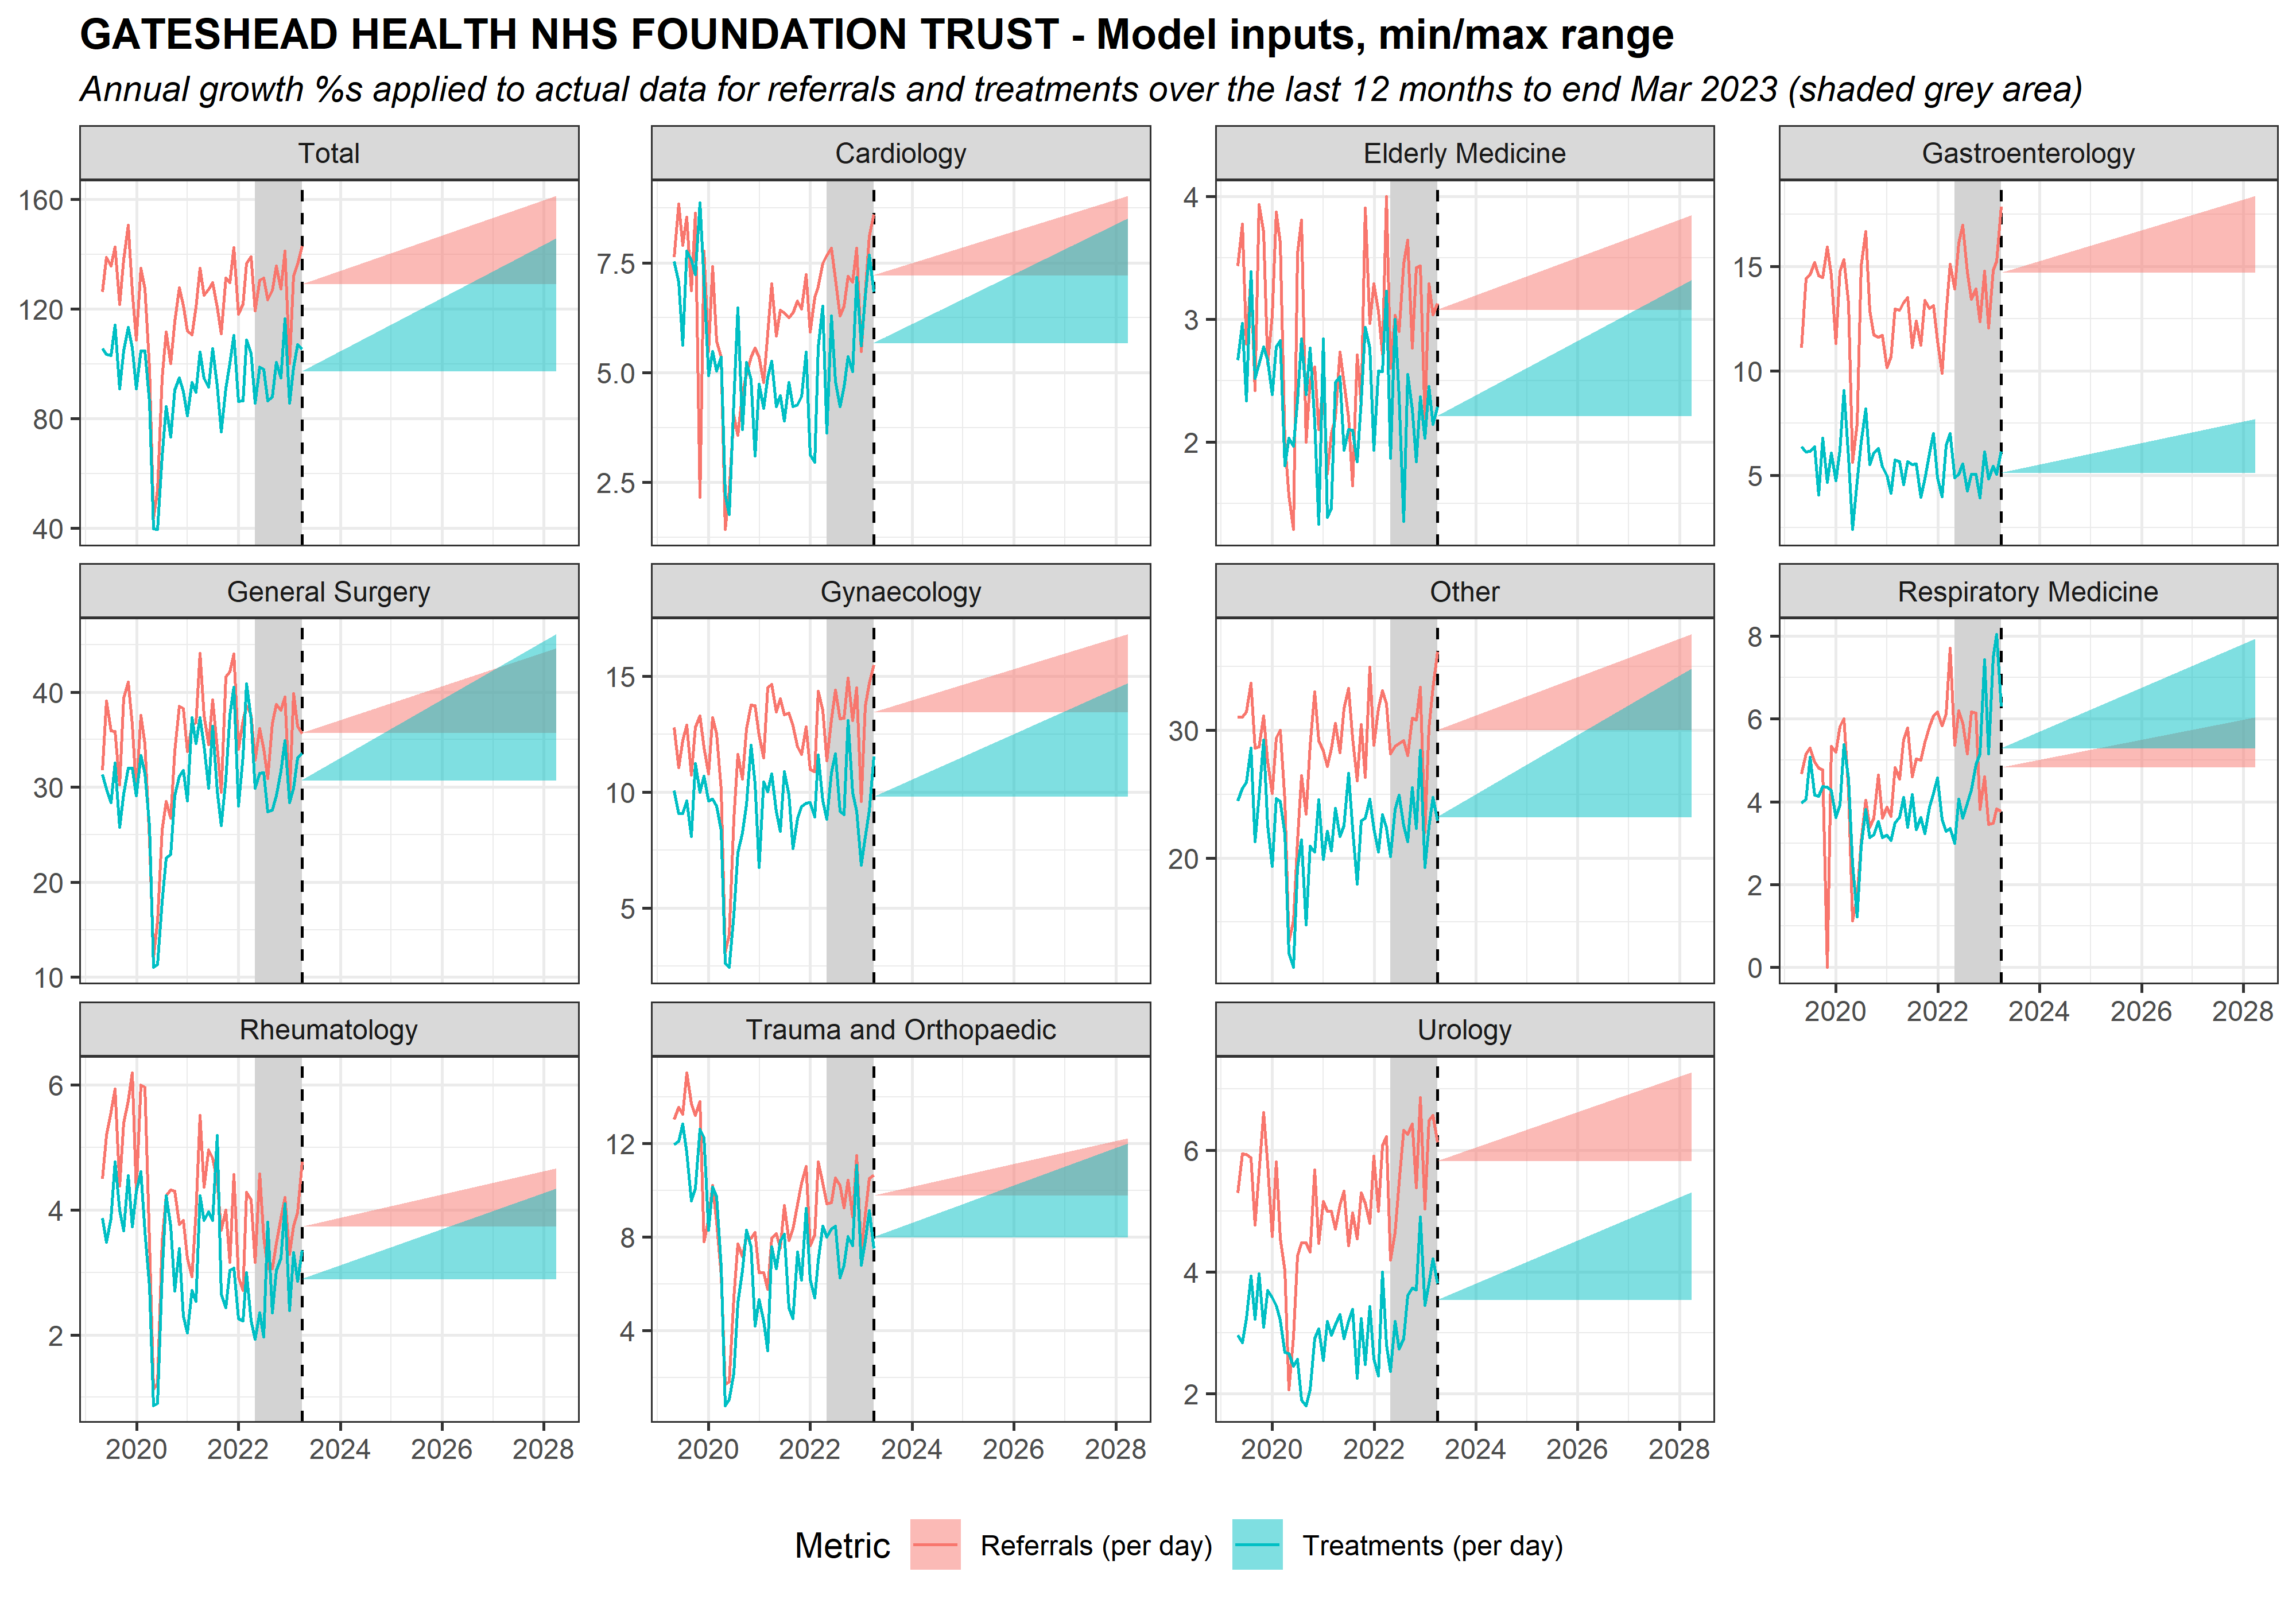 GATESHEAD HEALTH NHS FOUNDATION TRUST - Model inputs, min/max range
Annual growth %s applied to actual data for referrals and treatments over the last 12 months to end Mar 2023 (shaded grey area)
Total
Cardiology
Elderly Medicine
Gastroenterology
160
120
80
40
7.5
5.0
2.5
4
3
2
15
10
5
General Surgery
Gynaecology
Other
Respiratory Medicine
40
30
20
10
15
10
5
30
20
8
6
4
2
0
2020 2022 2024 2026 2028
Rheumatology
Trauma and Orthopaedic
Urology
6
4
2
12
8
4
6
4
2
2020 2022 2024 2026 2028
2020 2022 2024 2026 2028
2020 2022 2024 2026 2028
Metric Referrals (per day) Treatments (per day)